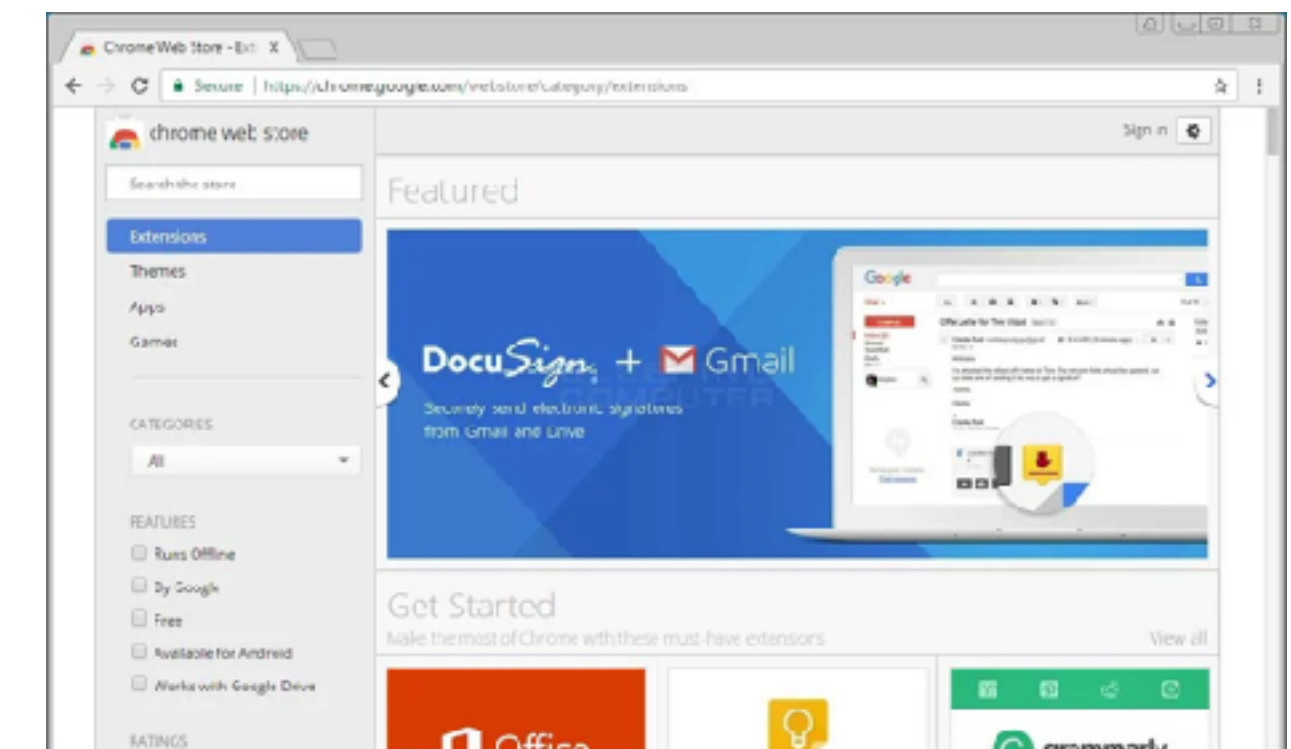 Chrome Web Store - Ext X
Secure | https://chrome.google.com/webstore/category/extensions
chrome web store
Sign in
Search the store
Featured
Extensions
Themes
Apps
Games
Google
DocuSign + Gmail
Securely send electronic signatures
from Gmail and Drive
CATEGORIES
All
FEATURES
Runs Offline
By Google
Free
Available for Android
Works with Google Drive
Get Started
Make the most of Chrome with these must-have extensions
View all
RATINGS
Office
grammarly